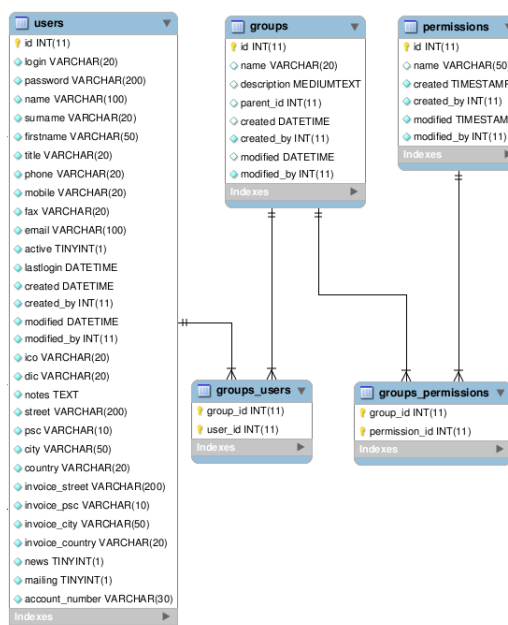 users
id INT(11)
login VARCHAR(20)
password VARCHAR(200)
name VARCHAR(100)
surname VARCHAR(20)
firstname VARCHAR(50)
title VARCHAR(20)
phone VARCHAR(20)
mobile VARCHAR(20)
fax VARCHAR(20)
email VARCHAR(100)
active TINYINT(1)
lastlogin DATETIME
created DATETIME
created_by INT(11)
modified DATETIME
modified_by INT(11)
ico VARCHAR(20)
dic VARCHAR(20)
notes TEXT
street VARCHAR(200)
psc VARCHAR(10)
city VARCHAR(50)
country VARCHAR(20)
invoice_street VARCHAR(200)
invoice_psc VARCHAR(10)
invoice_city VARCHAR(50)
invoice_country VARCHAR(20)
news TINYINT(1)
mailing TINYINT(1)
account_number VARCHAR(30)
Indexes
groups
id INT(11)
name VARCHAR(20)
description MEDIUMTEXT
parent_id INT(11)
created DATETIME
created_by INT(11)
modified DATETIME
modified_by INT(11)
Indexes
permissions
id INT(11)
name VARCHAR(50
created TIMESTAMP
created_by INT(11)
modified TIMESTAM
modified_by INT(11)
Indexes
groups_users
group_id INT(11)
user_id INT(11)
Indexes
groups_permissions
group_id INT(11)
permission_id INT(11)
Indexes